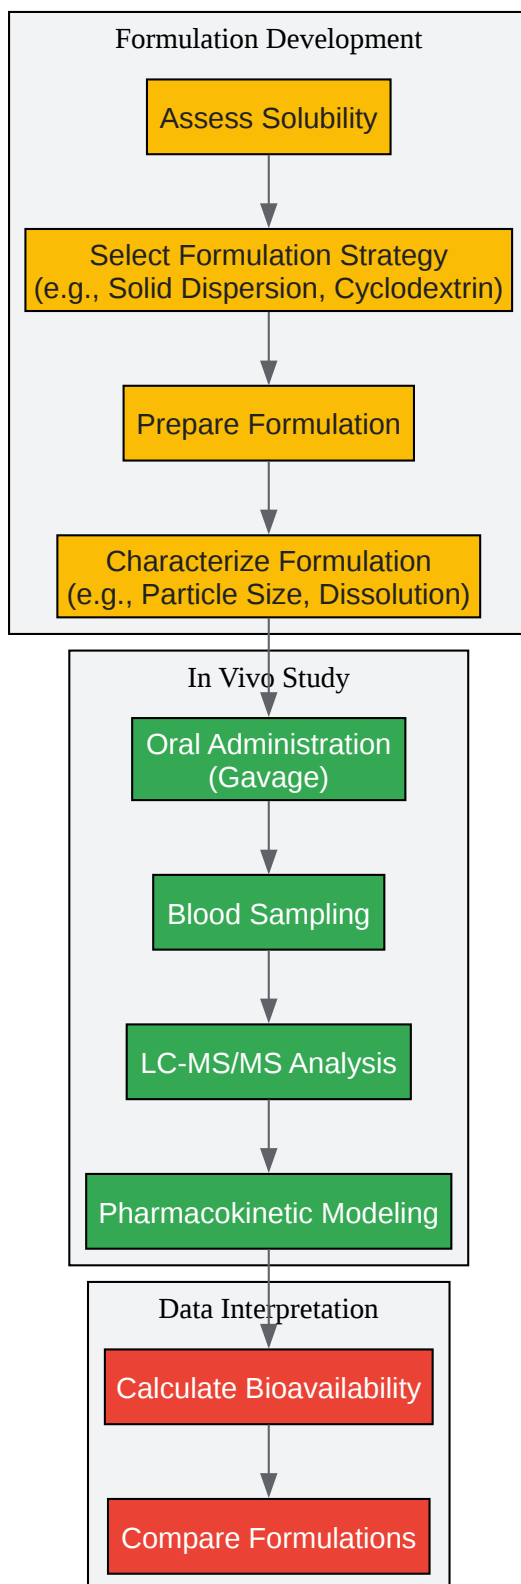 Formulation Development
Assess Solubility
Select Formulation Strategy
(e.g., Solid Dispersion, Cyclodextrin)
Prepare Formulation
Characterize Formulation
(e.g., Particle Size, Dissolution)
In Vivo Study
Oral Administration
(Gavage)
Blood Sampling
LC-MS/MS Analysis
Pharmacokinetic Modeling
Data Interpretation
Calculate Bioavailability
Compare Formulations